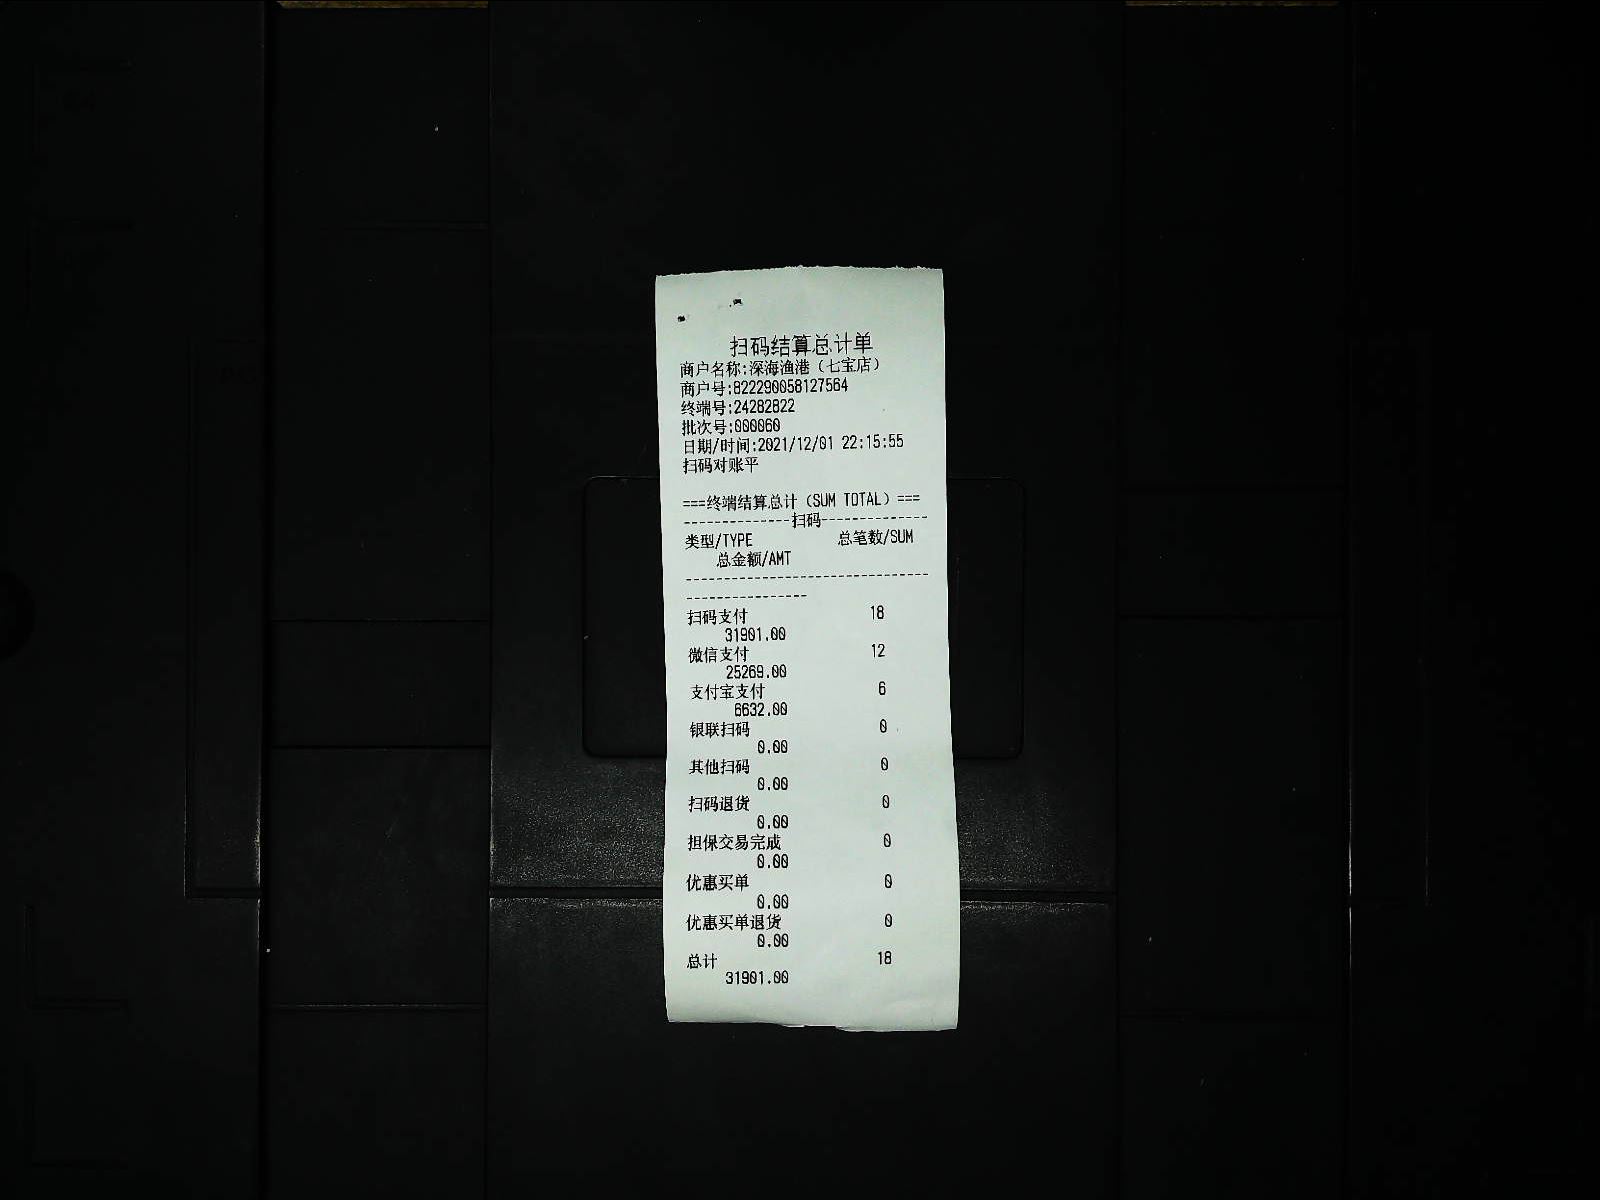 扫码结算总计单
商户名称:深海渔港（七宝店）
商户号:822290058127564
终端号:24282822
批次号:000060
日期/时间:2021/12/01 22:15:55
扫码对账平
===终端结算总计（SUM TOTAL）===
--------------扫码--------------
类型/TYPE 总笔数/SUM
总金额/AMT
--------------------------------
----------------
扫码支付 18
31901.00
微信支付 12
25269.00
支付宝支付 6
6632.00
银联扫码 0
0.00
其他扫码 0
0.00
扫码退货 0
0.00
担保交易完成 0
0.00
优惠买单 0
0.00
优惠买单退货 0
0.00
总计 18
31901.00